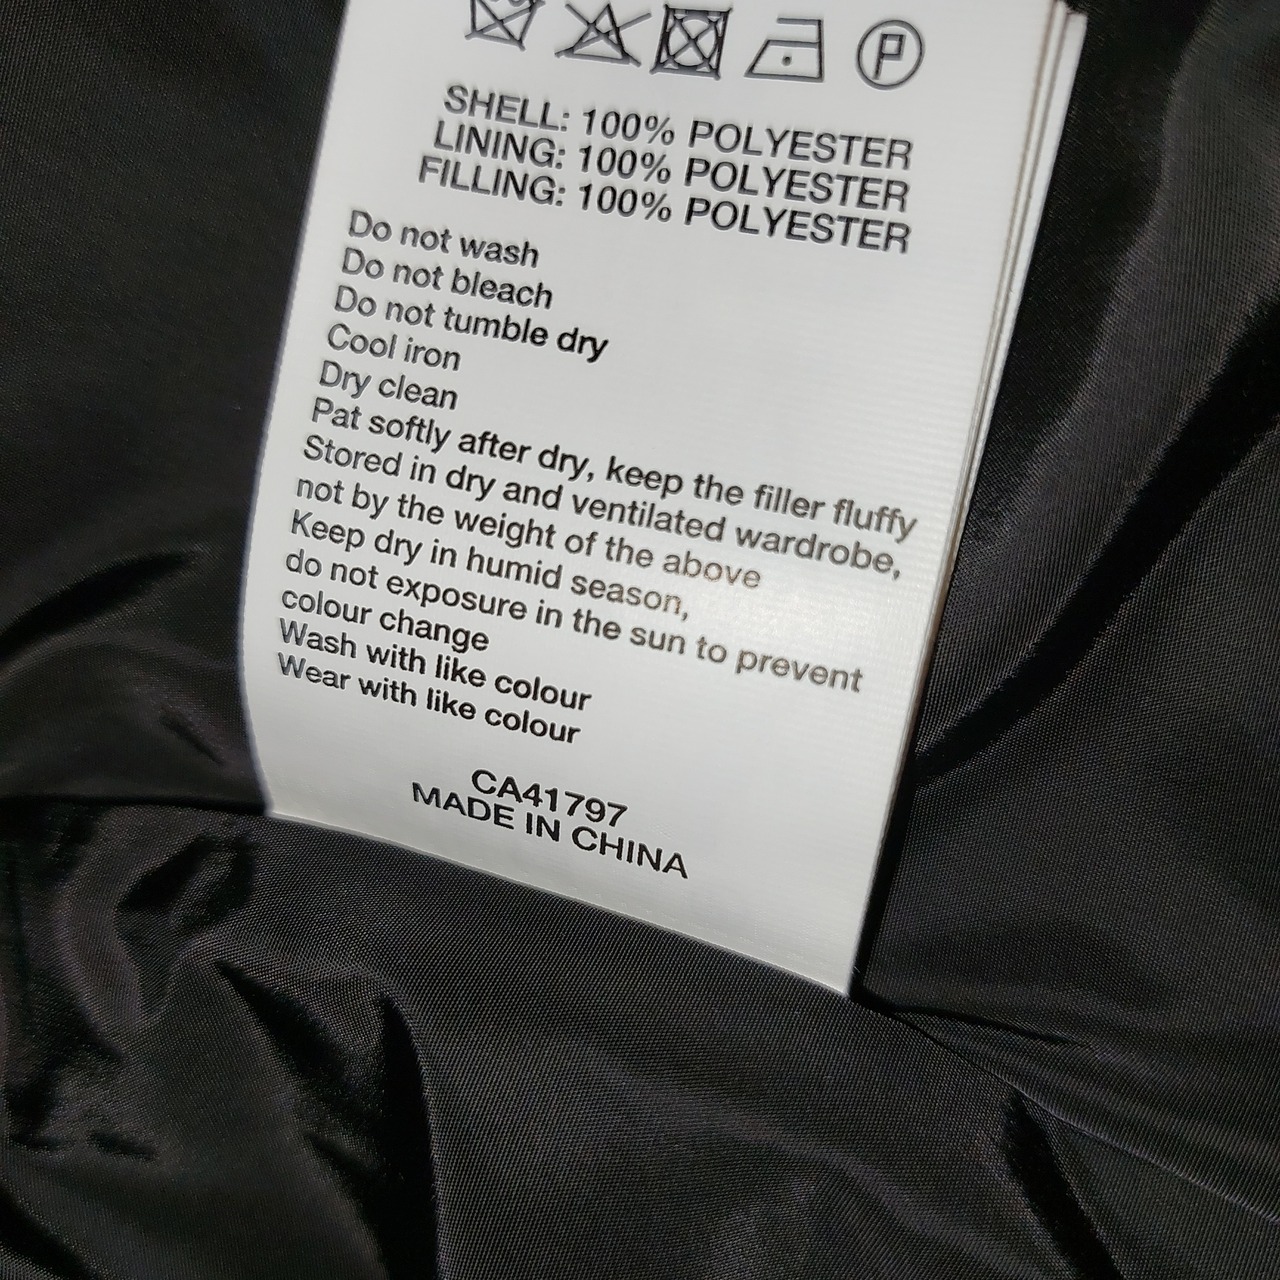 P
SHELL: 100% POLYESTER
LINING: 100% POLYESTER
FILLING: 100% POLYESTER
Do not wash
Do not bleach
Do not tumble dry
Cool iron
Dry clean
Pat softly after dry, keep the filler fluffy
Stored in dry and ventilated wardrobe,
not by the weight of the above
Keep dry in humid season,
do not exposure in the sun to prevent
colour change
Wash with like colour
Wear with like colour
CA41797
MADE IN CHINA